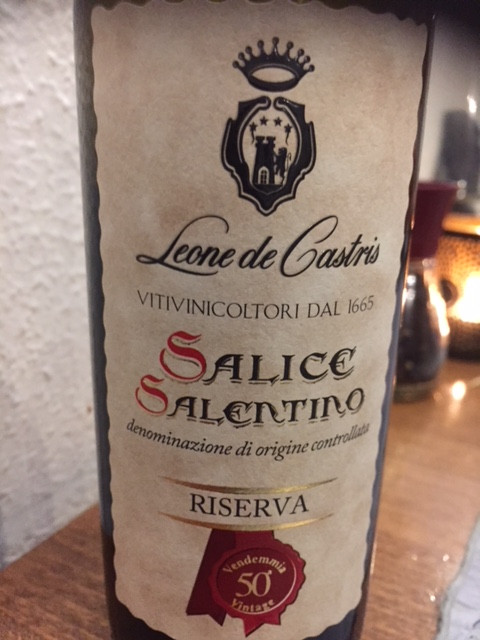 Leone de Castris
VITIVINICOLTORI DAL 1665
SALICE
SALENTINO
denominazione di origine controllata
RISERVA
Vendemmia
50°
Vintage